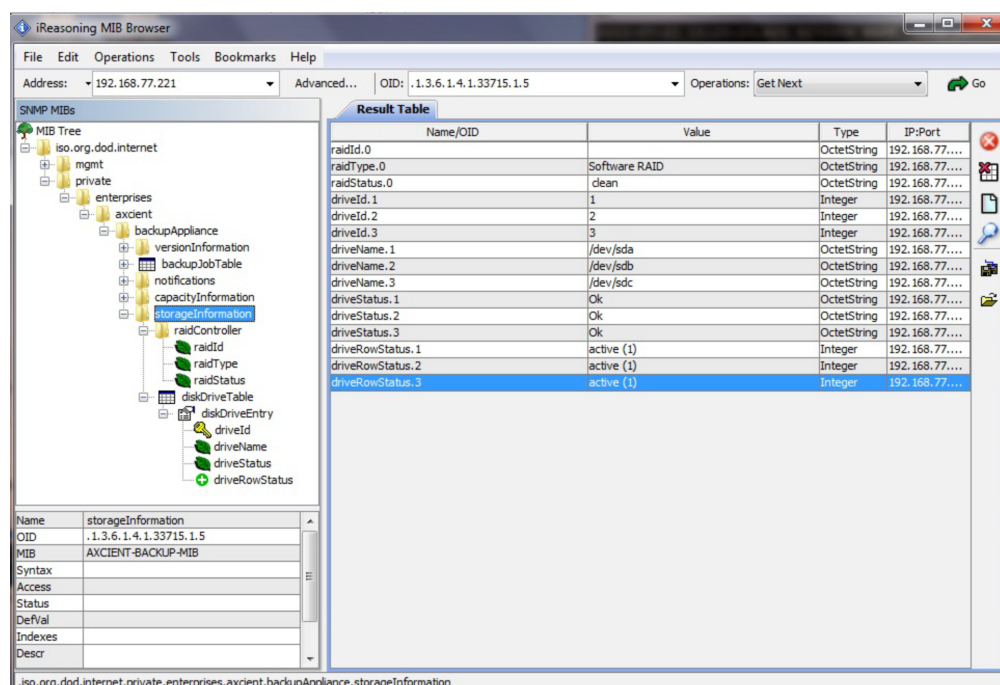 iReasoning MIB Browser
File Edit Operations Tools Bookmarks Help
Address: 192.168.77.221 Advanced... OID: .1.3.6.1.4.1.33715.1.5 Operations: Get Next Go
SNMP MIBs
MIB Tree
iso.org.dod.internet
mgmt
private
enterprises
axcient
backupAppliance
versionInformation
backupJobTable
notifications
capacityInformation
storageInformation
raidController
raidId
raidType
raidStatus
diskDriveTable
diskDriveEntry
driveId
driveName
driveStatus
driveRowStatus
Name storageInformation
OID .1.3.6.1.4.1.33715.1.5
MIB AXCIENT-BACKUP-MIB
Syntax
Access
Status
DefVal
Indexes
Descr
Result Table
Name/OID Value Type IP:Port
raidId.0 OctetString 192.168.77....
raidType.0 Software RAID OctetString 192.168.77....
raidStatus.0 clean OctetString 192.168.77....
driveId.1 1 Integer 192.168.77....
driveId.2 2 Integer 192.168.77....
driveId.3 3 Integer 192.168.77....
driveName.1 /dev/sda OctetString 192.168.77....
driveName.2 /dev/sdb OctetString 192.168.77....
driveName.3 /dev/sdc OctetString 192.168.77....
driveStatus.1 Ok OctetString 192.168.77....
driveStatus.2 Ok OctetString 192.168.77....
driveStatus.3 Ok OctetString 192.168.77....
driveRowStatus.1 active (1) Integer 192.168.77....
driveRowStatus.2 active (1) Integer 192.168.77....
driveRowStatus.3 active (1) Integer 192.168.77....
.iso.org.dod.internet.private.enterprises.axcient.backupAppliance.storageInformation